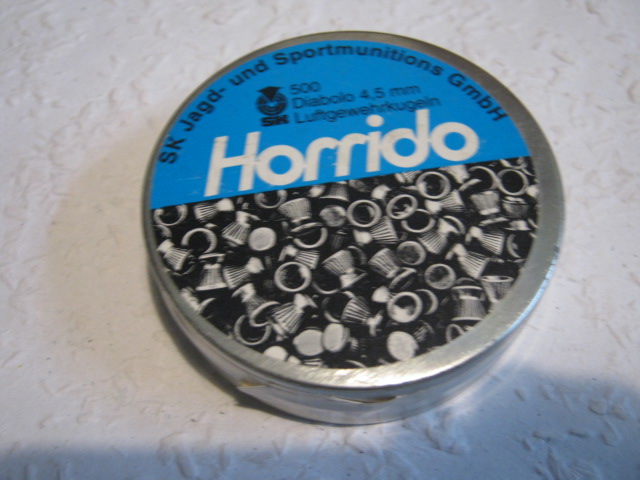 SK Jagd- und Sportmunitions GmbH
500
Diabolo 4,5 mm
SK Luftgewehrkugeln
Horrido